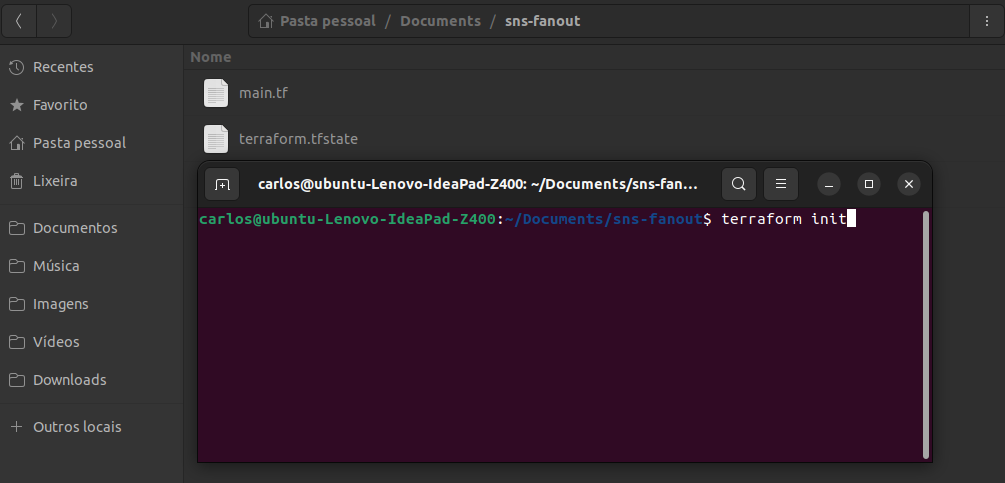 Pasta pessoal / Documents / sns-fanout
Recentes
Favorito
Pasta pessoal
Lixeira
Documentos
Música
Imagens
Vídeos
Downloads
Outros locais
Nome
main.tf
terraform.tfstate
carlos@ubuntu-Lenovo-IdeaPad-Z400: ~/Documents/sns-fan...
carlos@ubuntu-Lenovo-IdeaPad-Z400:~/Documents/sns-fanout$ terraform init